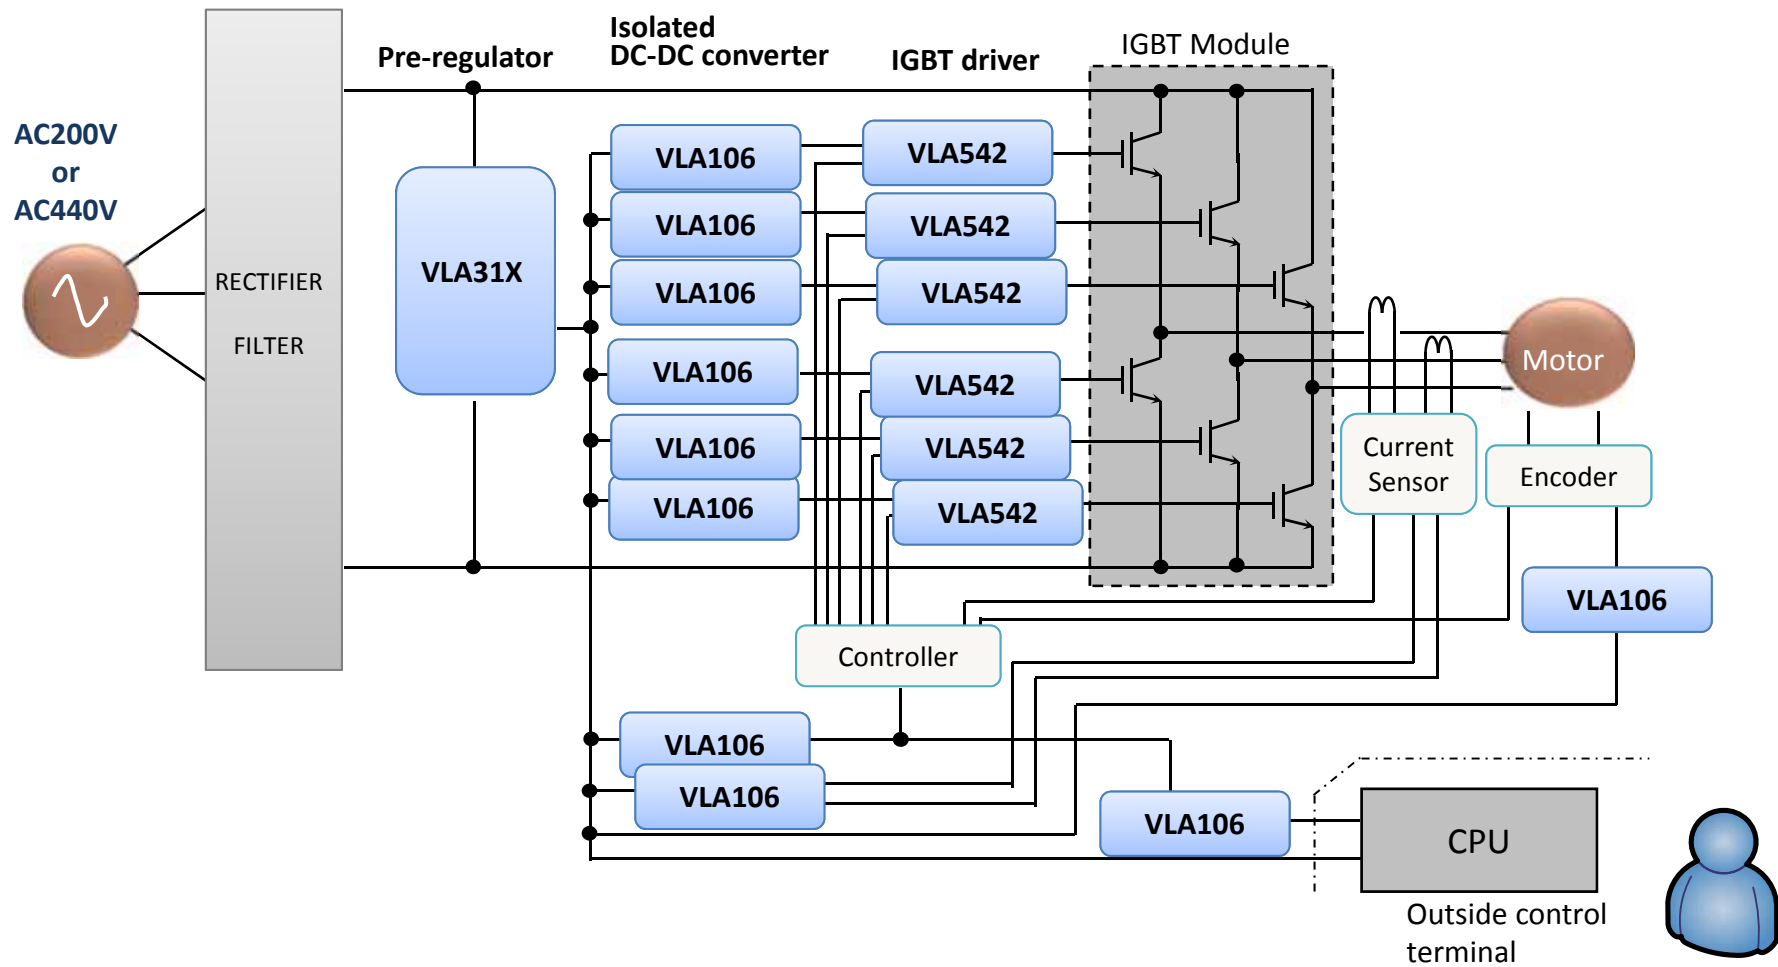 Isolated
DC-DC converter
Pre-regulator
IGBT driver
IGBT Module
AC200V
or
AC440V
RECTIFIER
FILTER
VLA31X
VLA106
VLA542
VLA106
VLA542
VLA106
VLA542
VLA106
VLA542
VLA106
VLA542
VLA106
VLA542
Motor
Current
Sensor
Encoder
VLA106
Controller
VLA106
VLA106
VLA106
CPU
Outside control
terminal